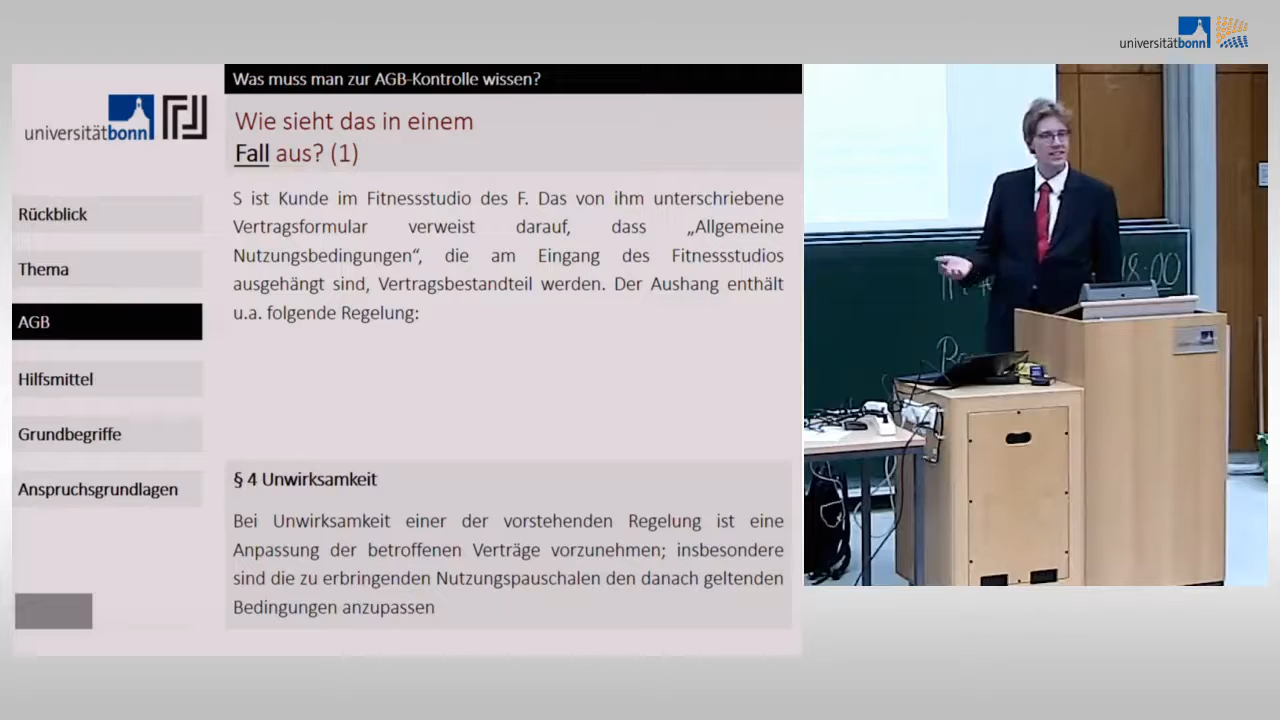 universitätbonn
Was muss man zur AGB-Kontrolle wissen?
universitätbonn
Wie sieht das in einem
Fall aus? (1)
S ist Kunde im Fitnessstudio des F. Das von ihm unterschriebene
Vertragsformular verweist darauf, dass „Allgemeine
Nutzungsbedingungen“, die am Eingang des Fitnessstudios
ausgehängt sind, Vertragsbestandteil werden. Der Aushang enthält
u.a. folgende Regelung:
§ 4 Unwirksamkeit
Bei Unwirksamkeit einer der vorstehenden Regelung ist eine
Anpassung der betroffenen Verträge vorzunehmen; insbesondere
sind die zu erbringenden Nutzungspauschalen den danach geltenden
Bedingungen anzupassen
Rückblick
Thema
AGB
Hilfsmittel
Grundbegriffe
Anspruchsgrundlagen
18:00